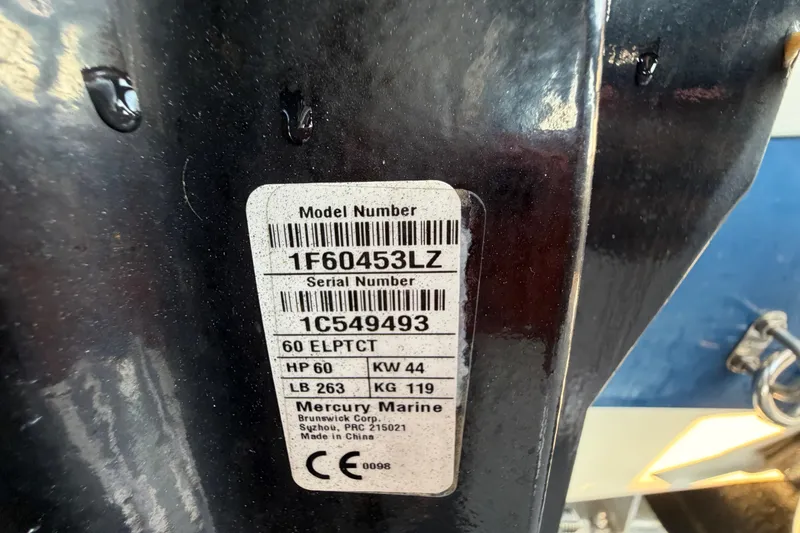 Model Number
1F60453LZ
Serial Number
1C549493
60 ELPTCT
HP 60 KW 44
LB 263 KG 119
Mercury Marine
Brunswick Corp.
Suzhou, PRC 215021
Made in China
CE 0098